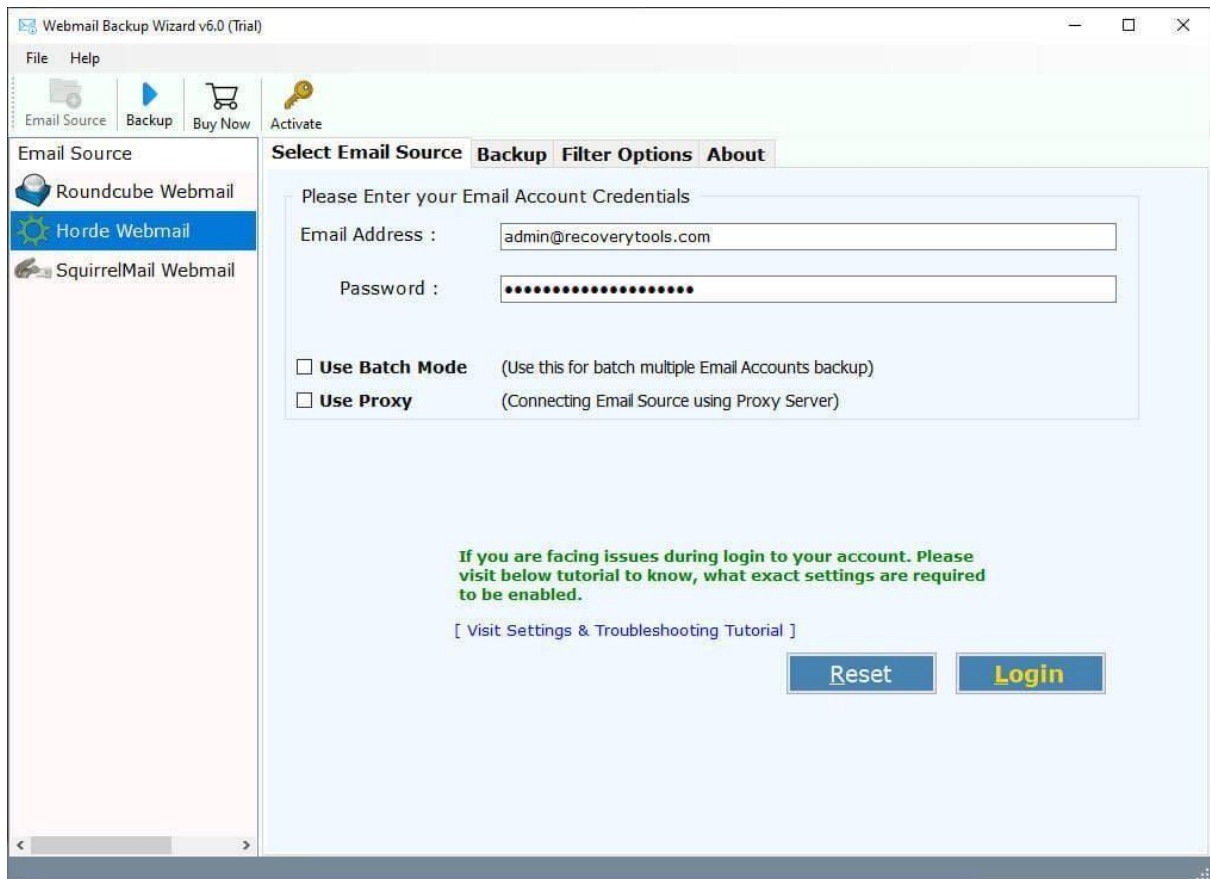 Webmail Backup Wizard v6.0 (Trial)
File Help
Email Source Backup Buy Now Activate
Email Source
Roundcube Webmail
Horde Webmail
SquirrelMail Webmail
Select Email Source Backup Filter Options About
Please Enter your Email Account Credentials
Email Address : admin@recoverytools.com
Password : ••••••••••••••••••••
Use Batch Mode (Use this for batch multiple Email Accounts backup)
Use Proxy (Connecting Email Source using Proxy Server)
If you are facing issues during login to your account. Please
visit below tutorial to know, what exact settings are required
to be enabled.
[ Visit Settings & Troubleshooting Tutorial ]
Reset Login